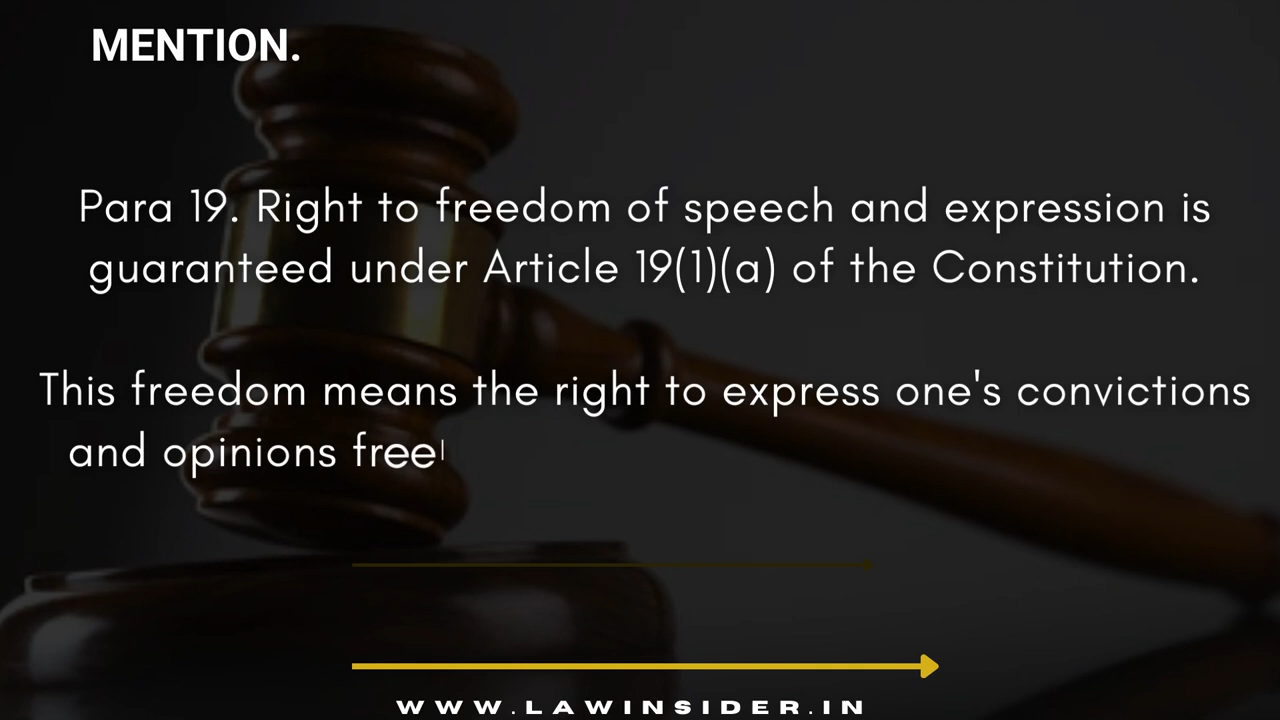 MENTION.
Para 19. Right to freedom of speech and expression is
guaranteed under Article 19(1)(a) of the Constitution.
This freedom means the right to express one's convictions
and opinions free
WWW.LAWINSIDER.IN